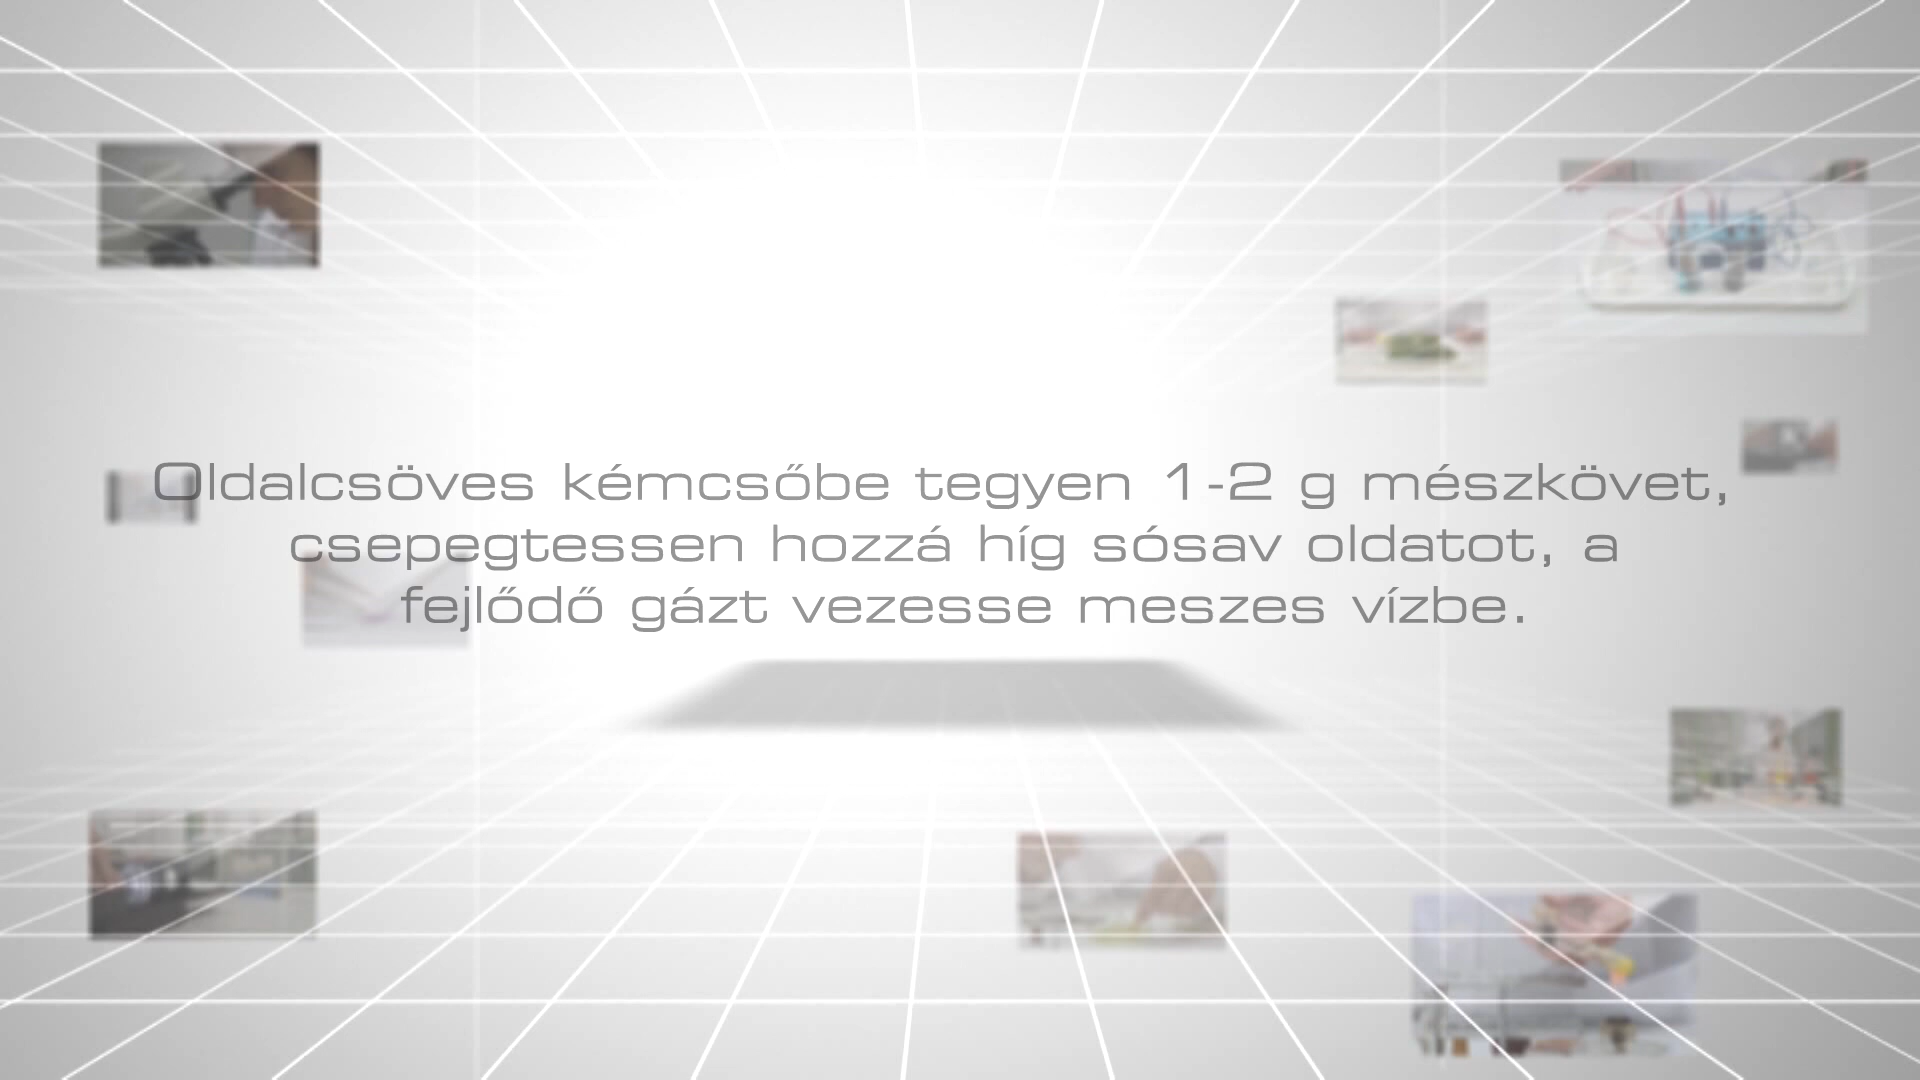 Oldalcsöves kémcsőbe tegyen 1-2 g mészkövet,
csepegtessen hozzá híg sósav oldatot, a
fejlődő gázt vezesse meszes vízbe.